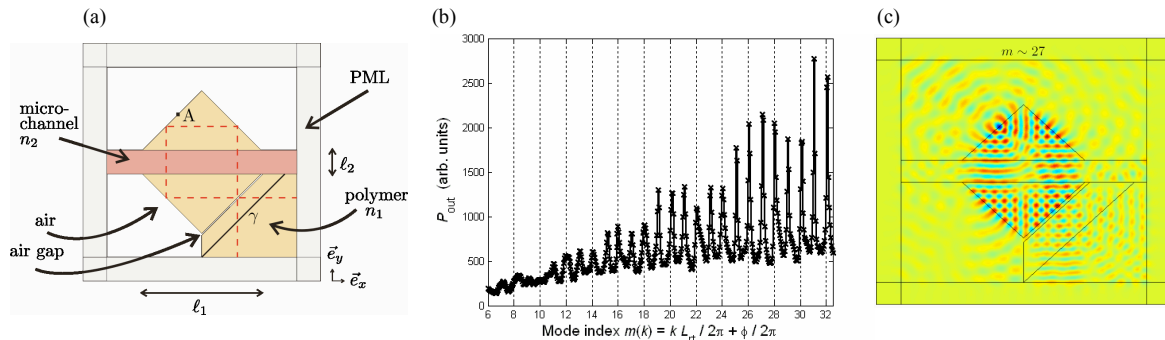 (a)
(b)
(c)
PML
A
micro-
channel
n₂
ℓ₂
polymer
n₁
γ
air
air gap
e⃗y
e⃗x
ℓ₁
3000
2500
2000
1500
1000
500
0
P_out (arb. units)
6 8 10 12 14 16 18 20 22 24 26 28 30 32
Mode index m(k) = k L_rt / 2π + ϕ / 2π
m ∼ 27